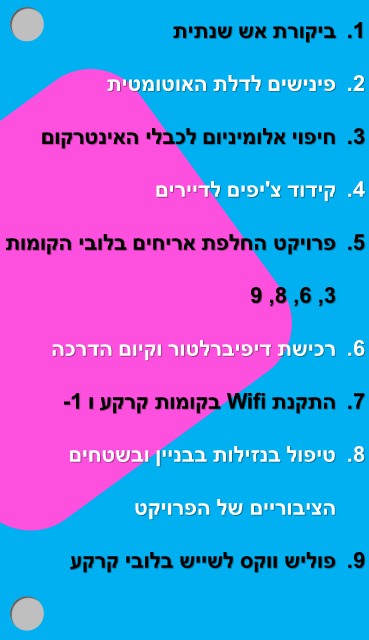 1. ביקורת אש שנתית
2. פינישים לדלת האוטומטית
3. חיפוי אלומיניום לכבלי האינטרקום
4. קידוד צ'יפים לדיירים
5. פרויקט החלפת אריחים בלובי הקומות
3, 6, 8, 9
6. רכישת דיפיברלטור וקיום הדרכה
7. התקנת Wifi בקומות קרקע ו 1-
8. טיפול בנזילות בבניין ובשטחים
הציבוריים של הפרויקט
9. פוליש ווקס לשייש בלובי קרקע